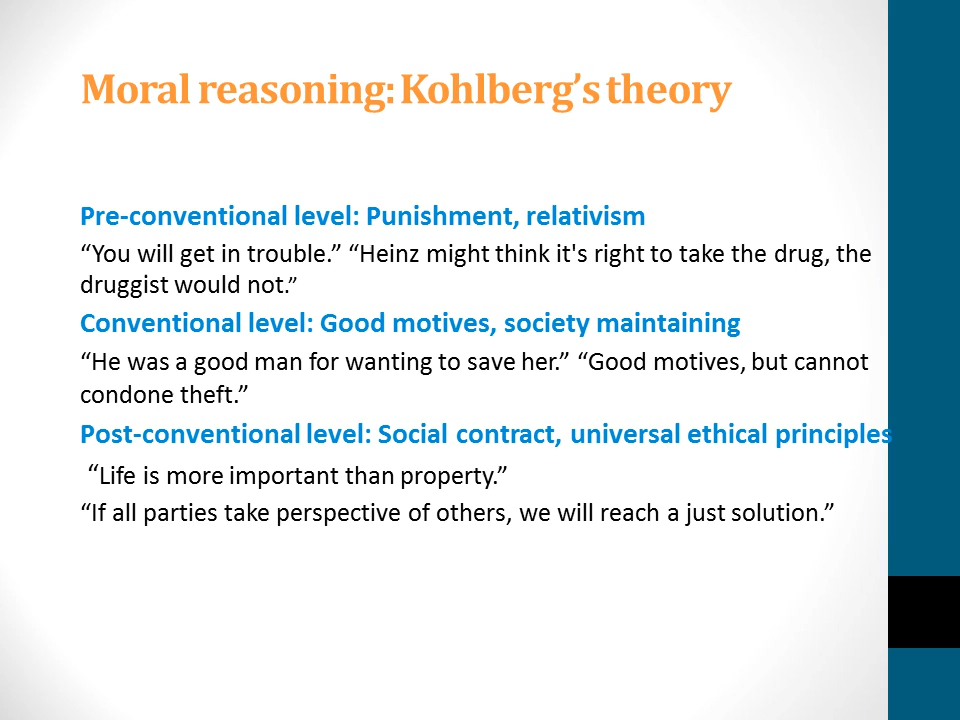 Moral reasoning: Kohlberg’s theory
Pre-conventional level: Punishment, relativism
“You will get in trouble.” “Heinz might think it's right to take the drug, the
druggist would not.”
Conventional level: Good motives, society maintaining
“He was a good man for wanting to save her.” “Good motives, but cannot
condone theft.”
Post-conventional level: Social contract, universal ethical principles
“Life is more important than property.”
“If all parties take perspective of others, we will reach a just solution.”